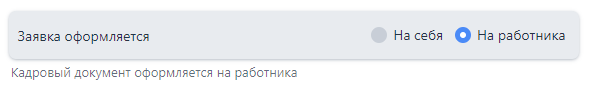 Заявка оформляется На себя На работника
Кадровый документ оформляется на работника